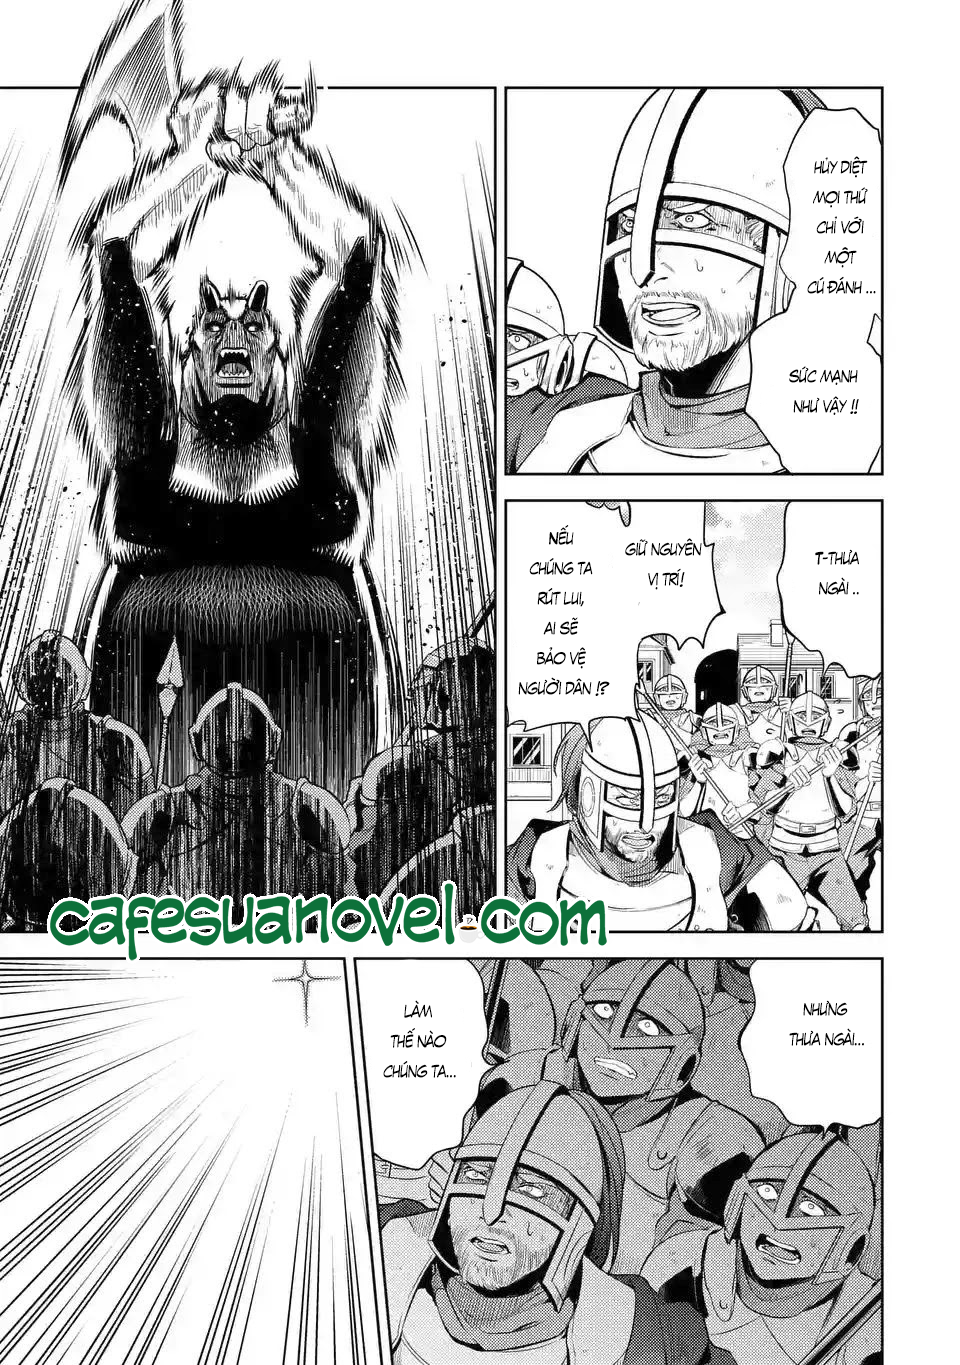 HỦY DIỆT
MỌI THỨ
CHỈ VỚI
MỘT
CÚ ĐÁNH ...
SỨC MẠNH
NHƯ VẬY !!
T-THƯA
NGÀI ..
GIỮ NGUYÊN
VỊ TRÍ!
NẾU
CHÚNG TA
RÚT LUI,
AI SẼ
BẢO VỆ
NGƯỜI DÂN !?
cafesuanovel.com
NHƯNG
THƯA NGÀI...
LÀM
THẾ NÀO
CHÚNG TA...